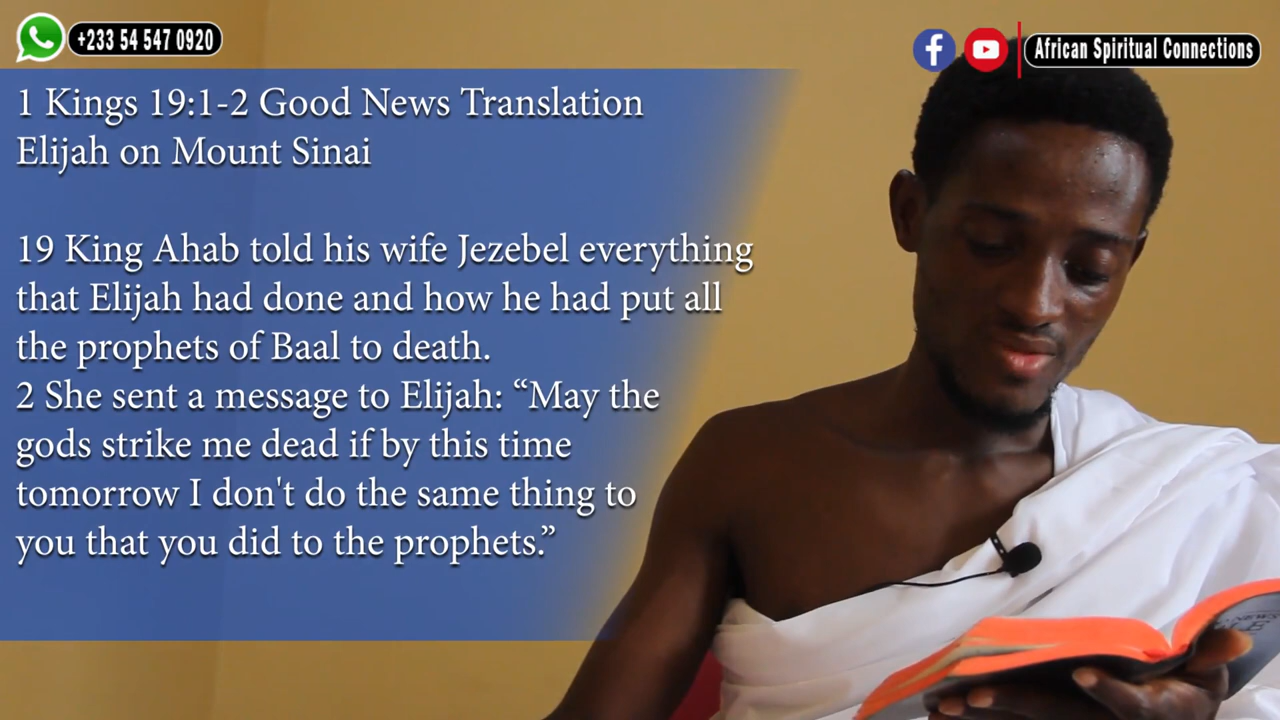 +233 54 547 0920
African Spiritual Connections
1 Kings 19:1-2 Good News Translation
Elijah on Mount Sinai
19 King Ahab told his wife Jezebel everything
that Elijah had done and how he had put all
the prophets of Baal to death.
2 She sent a message to Elijah: “May the
gods strike me dead if by this time
tomorrow I don't do the same thing to
you that you did to the prophets.”